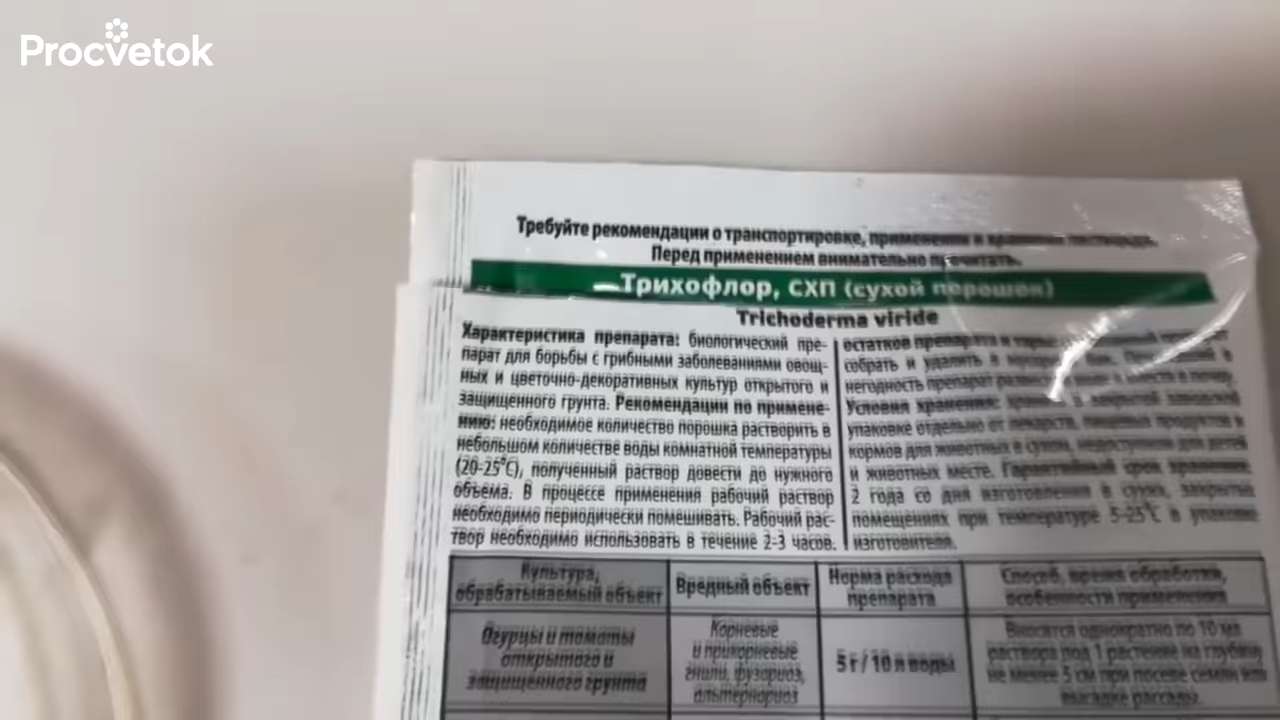 Procvetok
Требуйте рекомендации о транспортировке, применении и хранении пестицида.
Перед применением внимательно прочитать.
Трихофлор, СХП (сухой порошок)
Trichoderma viride
Характеристика препарата: биологический пре-
парат для борьбы с грибными заболеваниями овощ-
ных и цветочно-декоративных культур открытого и
защищенного грунта. Рекомендации по примене-
нию: необходимое количество порошка растворить в
небольшом количестве воды комнатной температуры
(20-25°С), полученный раствор довести до нужного
объема. В процессе применения рабочий раствор
необходимо периодически помешивать. Рабочий рас-
твор необходимо использовать в течение 2-3 часов.
остатков препарата и
собрать и удалить в
негодность препарат
Условия хранения:
упаковке отдельно от лекарств, пищевых продуктов и
кормов для животных в сухом, недоступном для детей
и животных месте. Гарантийный срок хранения:
2 года со дня изготовления в сухих, закрытых
помещениях при температуре 5-25°С в упаковке
изготовителя.
Культура,
обрабатываемый объект
Вредный объект
Норма расхода
препарата
Способ, время обработки,
особенности применения
Огурцы и томаты
открытого и
защищенного грунта
Корневые
и прикорневые
гнили, фузариоз,
альтернариоз
5 г / 10 л воды
Вносится однократно по 10 мл
раствора под 1 растение на глубину
не менее 5 см при посеве семян или
высадке рассады.